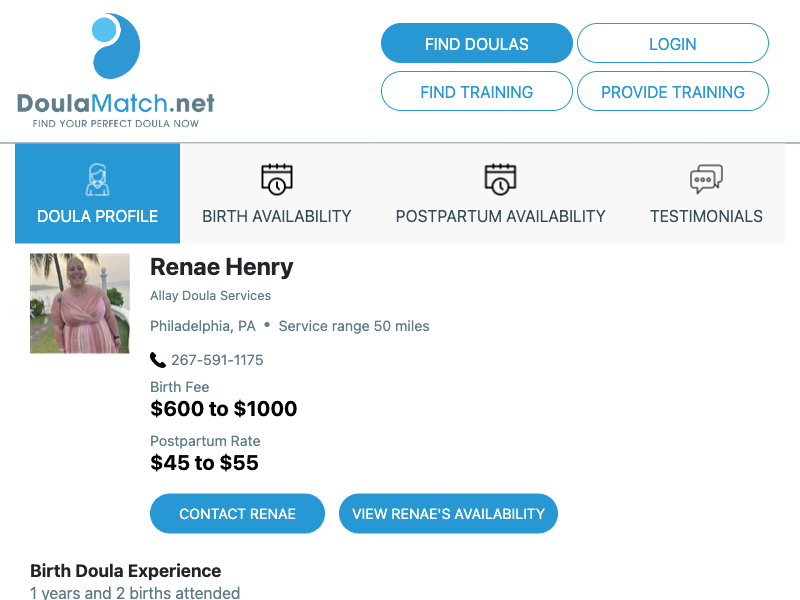 DoulaMatch.net
FIND YOUR PERFECT DOULA NOW
FIND DOULAS
LOGIN
FIND TRAINING
PROVIDE TRAINING
DOULA PROFILE
BIRTH AVAILABILITY
POSTPARTUM AVAILABILITY
TESTIMONIALS
Renae Henry
Allay Doula Services
Philadelphia, PA • Service range 50 miles
267-591-1175
Birth Fee
$600 to $1000
Postpartum Rate
$45 to $55
CONTACT RENAE
VIEW RENAE'S AVAILABILITY
Birth Doula Experience
1 years and 2 births attended